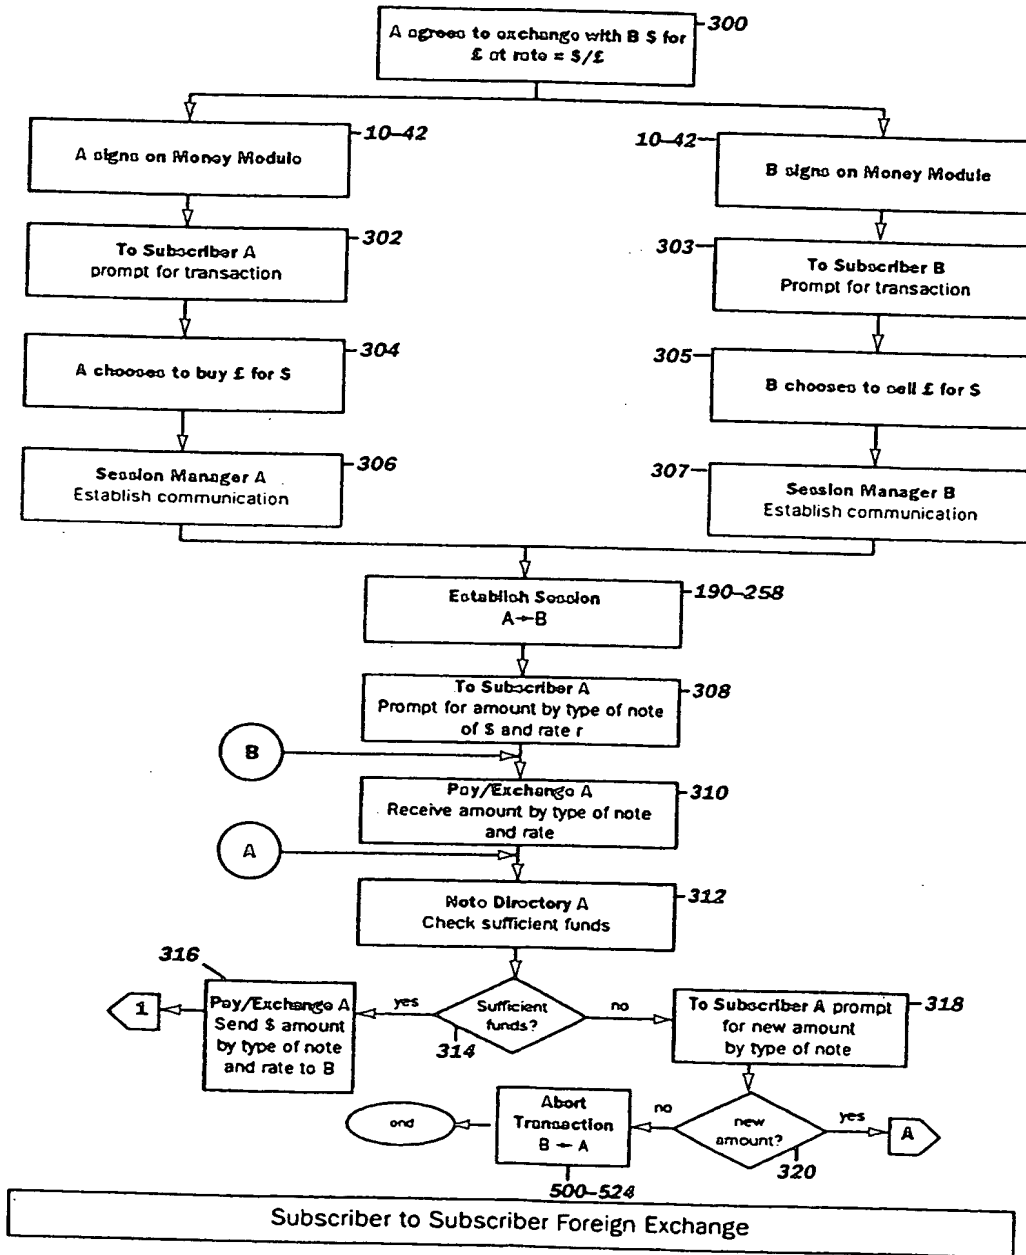 A agrees to exchange with B $ for
£ at rate = $/£
300
A signs on Money Module
10–42
10–42
B signs on Money Module
To Subscriber A
prompt for transaction
302
303
To Subscriber B
Prompt for transaction
A chooses to buy £ for $
304
305
B chooses to sell £ for $
Session Manager A
Establish communication
306
307
Session Manager B
Establish communication
Establish Session
A↔B
190–258
To Subscriber A
Prompt for amount by type of note
of $ and rate r
308
B
Pay/Exchange A
Receive amount by type of note
and rate
310
A
Note Directory A
Check sufficient funds
312
316
1
Pay/Exchange A
Send $ amount
by type of note
and rate to B
yes
Sufficient
funds?
314
no
To Subscriber A prompt
for new amount
by type of note
318
end
Abort
Transaction
B ↔ A
500–524
no
new
amount?
320
yes
A
Subscriber to Subscriber Foreign Exchange